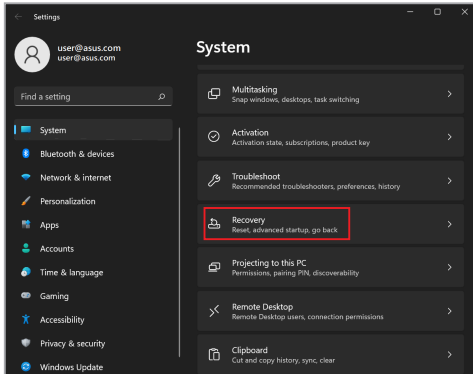 Settings
user@asus.com
user@asus.com
Find a setting
System
Bluetooth & devices
Network & internet
Personalization
Apps
Accounts
Time & language
Gaming
Accessibility
Privacy & security
Windows Update
System
Multitasking
Snap windows, desktops, task switching
Activation
Activation state, subscriptions, product key
Troubleshoot
Recommended troubleshooters, preferences, history
Recovery
Reset, advanced startup, go back
Projecting to this PC
Permissions, pairing PIN, discoverability
Remote Desktop
Remote Desktop users, connection permissions
Clipboard
Cut and copy history, sync, clear